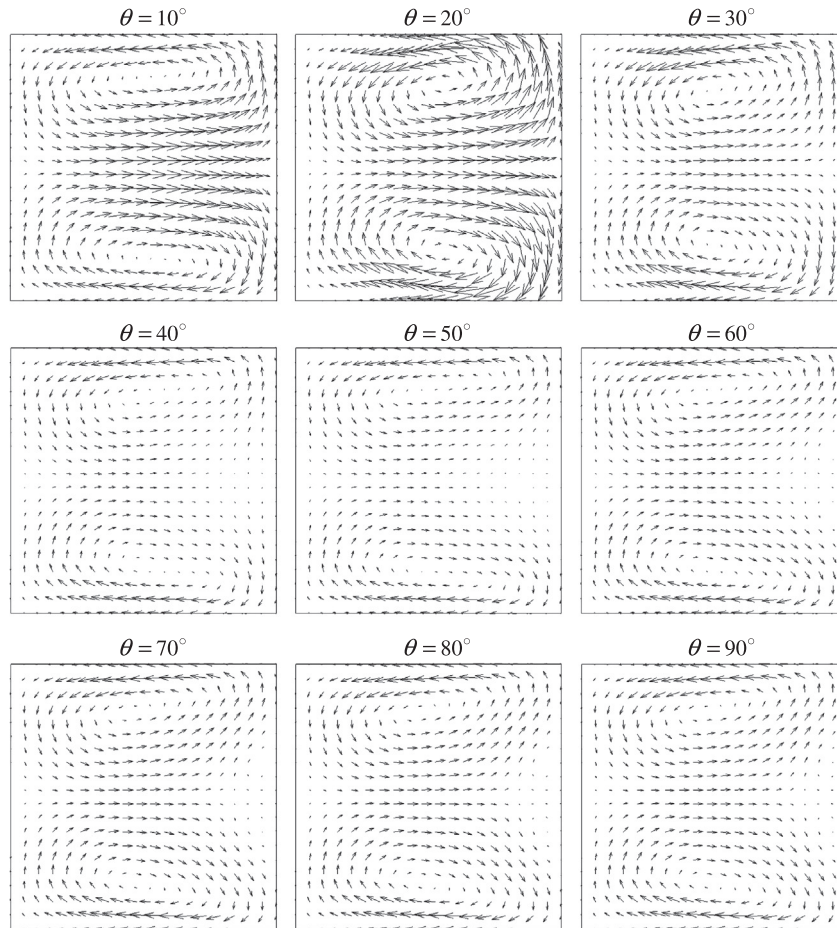 θ = 10°
θ = 20°
θ = 30°
θ = 40°
θ = 50°
θ = 60°
θ = 70°
θ = 80°
θ = 90°